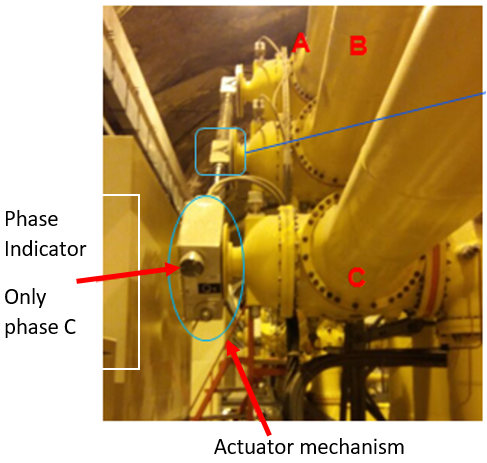 A
B
Phase
Indicator
Only
phase C
C
Actuator mechanism